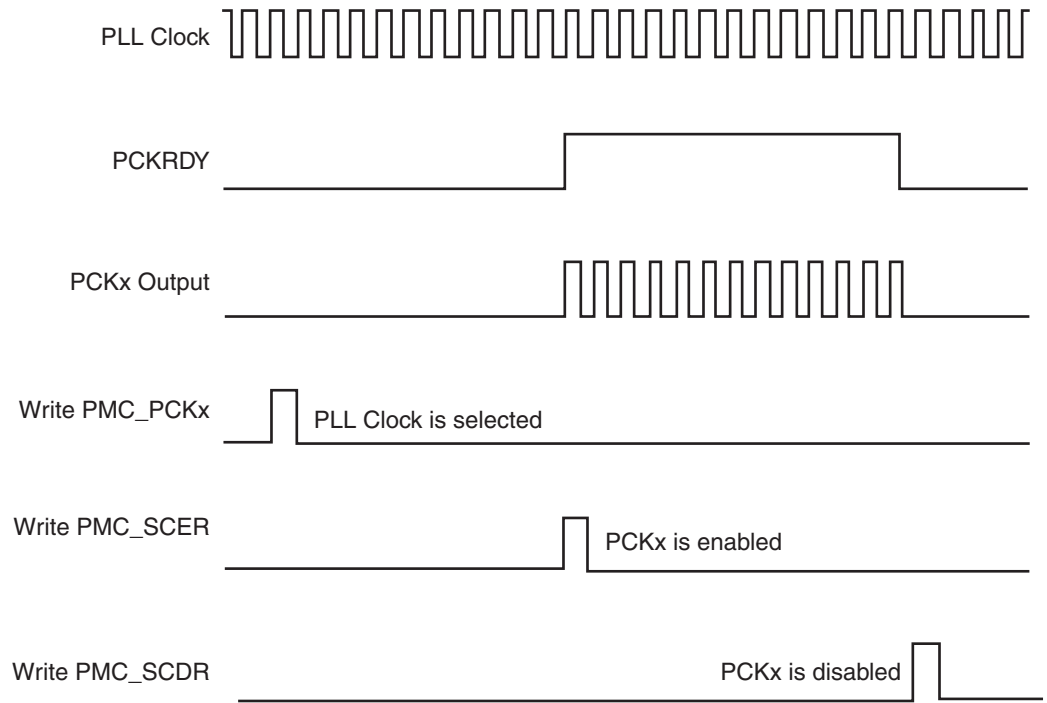 PLL Clock
PCKRDY
PCKx Output
Write PMC_PCKx
PLL Clock is selected
Write PMC_SCER
PCKx is enabled
Write PMC_SCDR
PCKx is disabled